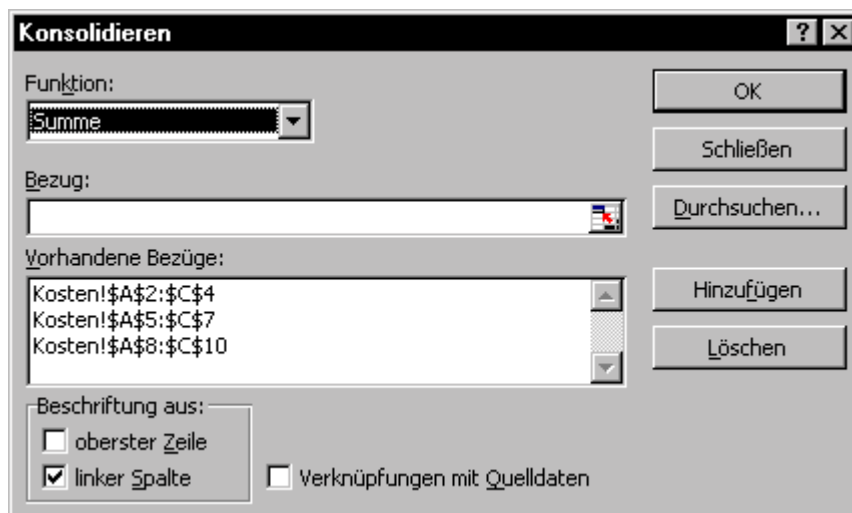 Konsolidieren
Funktion:
Summe
OK
Schließen
Bezug:
Durchsuchen...
Vorhandene Bezüge:
Kosten!$A$2:$C$4
Kosten!$A$5:$C$7
Kosten!$A$8:$C$10
Hinzufügen
Löschen
Beschriftung aus:
oberster Zeile
linker Spalte
Verknüpfungen mit Quelldaten